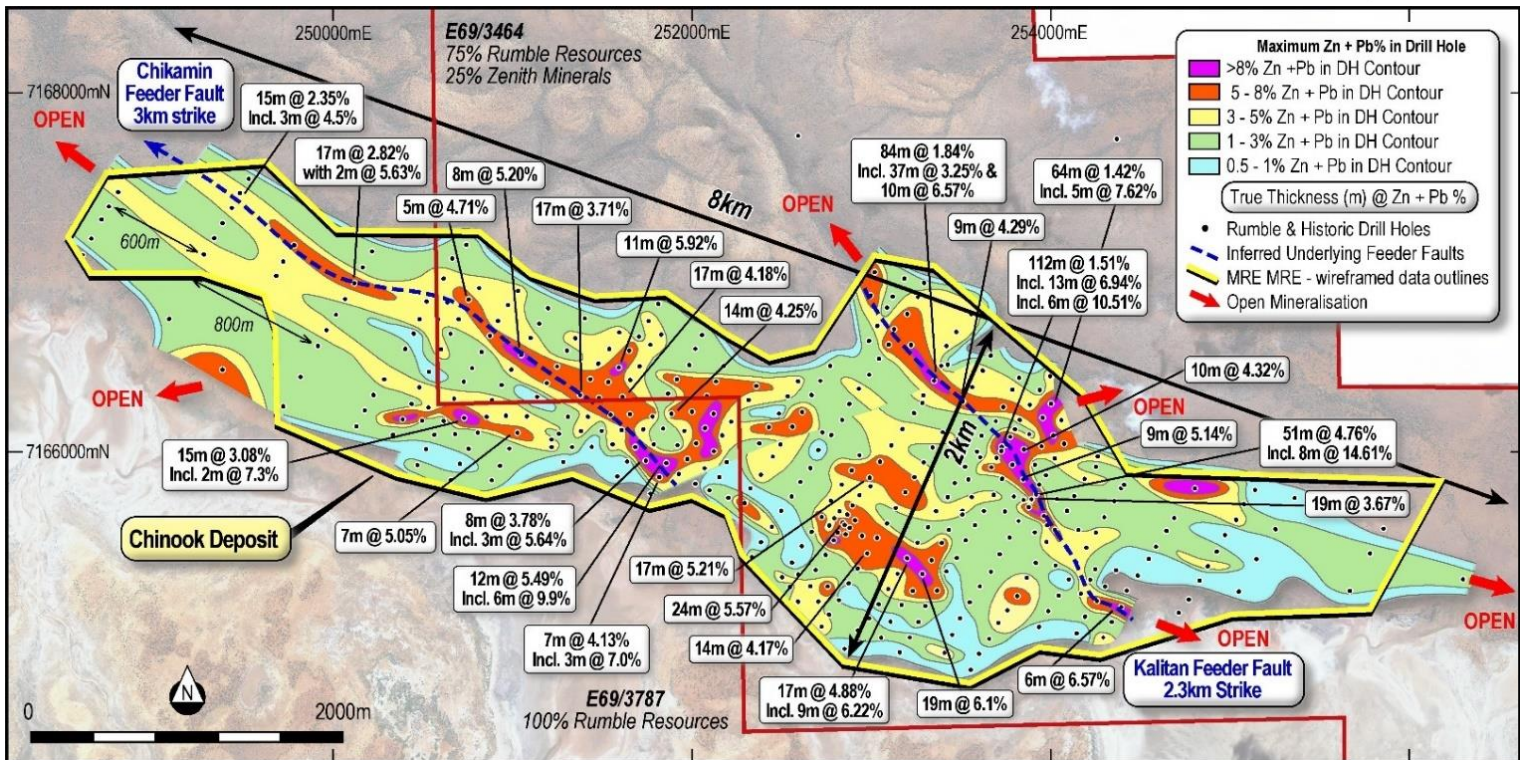 250000mE
252000mE
254000mE
7168000mN
7166000mN
E69/3464
75% Rumble Resources
25% Zenith Minerals
Chikamin
Feeder Fault
3km strike
OPEN
15m @ 2.35%
Incl. 3m @ 4.5%
17m @ 2.82%
with 2m @ 5.63%
8m @ 5.20%
5m @ 4.71%
17m @ 3.71%
11m @ 5.92%
17m @ 4.18%
14m @ 4.25%
8km
OPEN
84m @ 1.84%
Incl. 37m @ 3.25% &
10m @ 6.57%
64m @ 1.42%
Incl. 5m @ 7.62%
9m @ 4.29%
112m @ 1.51%
Incl. 13m @ 6.94%
Incl. 6m @ 10.51%
10m @ 4.32%
OPEN
9m @ 5.14%
51m @ 4.76%
Incl. 8m @ 14.61%
19m @ 3.67%
2km
600m
800m
OPEN
15m @ 3.08%
Incl. 2m @ 7.3%
Chinook Deposit
7m @ 5.05%
8m @ 3.78%
Incl. 3m @ 5.64%
12m @ 5.49%
Incl. 6m @ 9.9%
7m @ 4.13%
Incl. 3m @ 7.0%
17m @ 5.21%
24m @ 5.57%
14m @ 4.17%
17m @ 4.88%
Incl. 9m @ 6.22%
19m @ 6.1%
6m @ 6.57%
OPEN
OPEN
Kalitan Feeder Fault
2.3km Strike
E69/3787
100% Rumble Resources
N
0
2000m
Maximum Zn + Pb% in Drill Hole
>8% Zn +Pb in DH Contour
5 - 8% Zn + Pb in DH Contour
3 - 5% Zn + Pb in DH Contour
1 - 3% Zn + Pb in DH Contour
0.5 - 1% Zn + Pb in DH Contour
True Thickness (m) @ Zn + Pb %
Rumble & Historic Drill Holes
Inferred Underlying Feeder Faults
MRE MRE - wireframed data outlines
Open Mineralisation